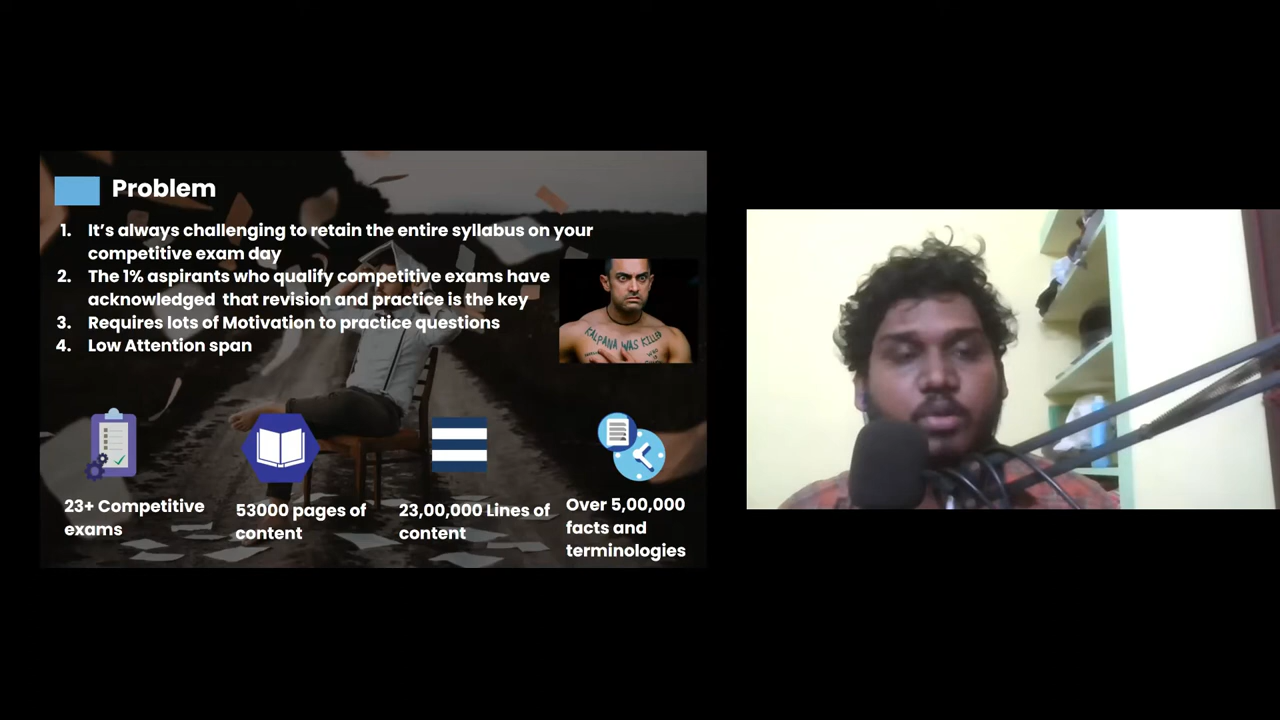 Problem
1. It's always challenging to retain the entire syllabus on your
competitive exam day
2. The 1% aspirants who qualify competitive exams have
acknowledged that revision and practice is the key
3. Requires lots of Motivation to practice questions
4. Low Attention span
KALPANA WAS KILLED
23+ Competitive
exams
53000 pages of
content
23,00,000 Lines of
content
Over 5,00,000
facts and
terminologies